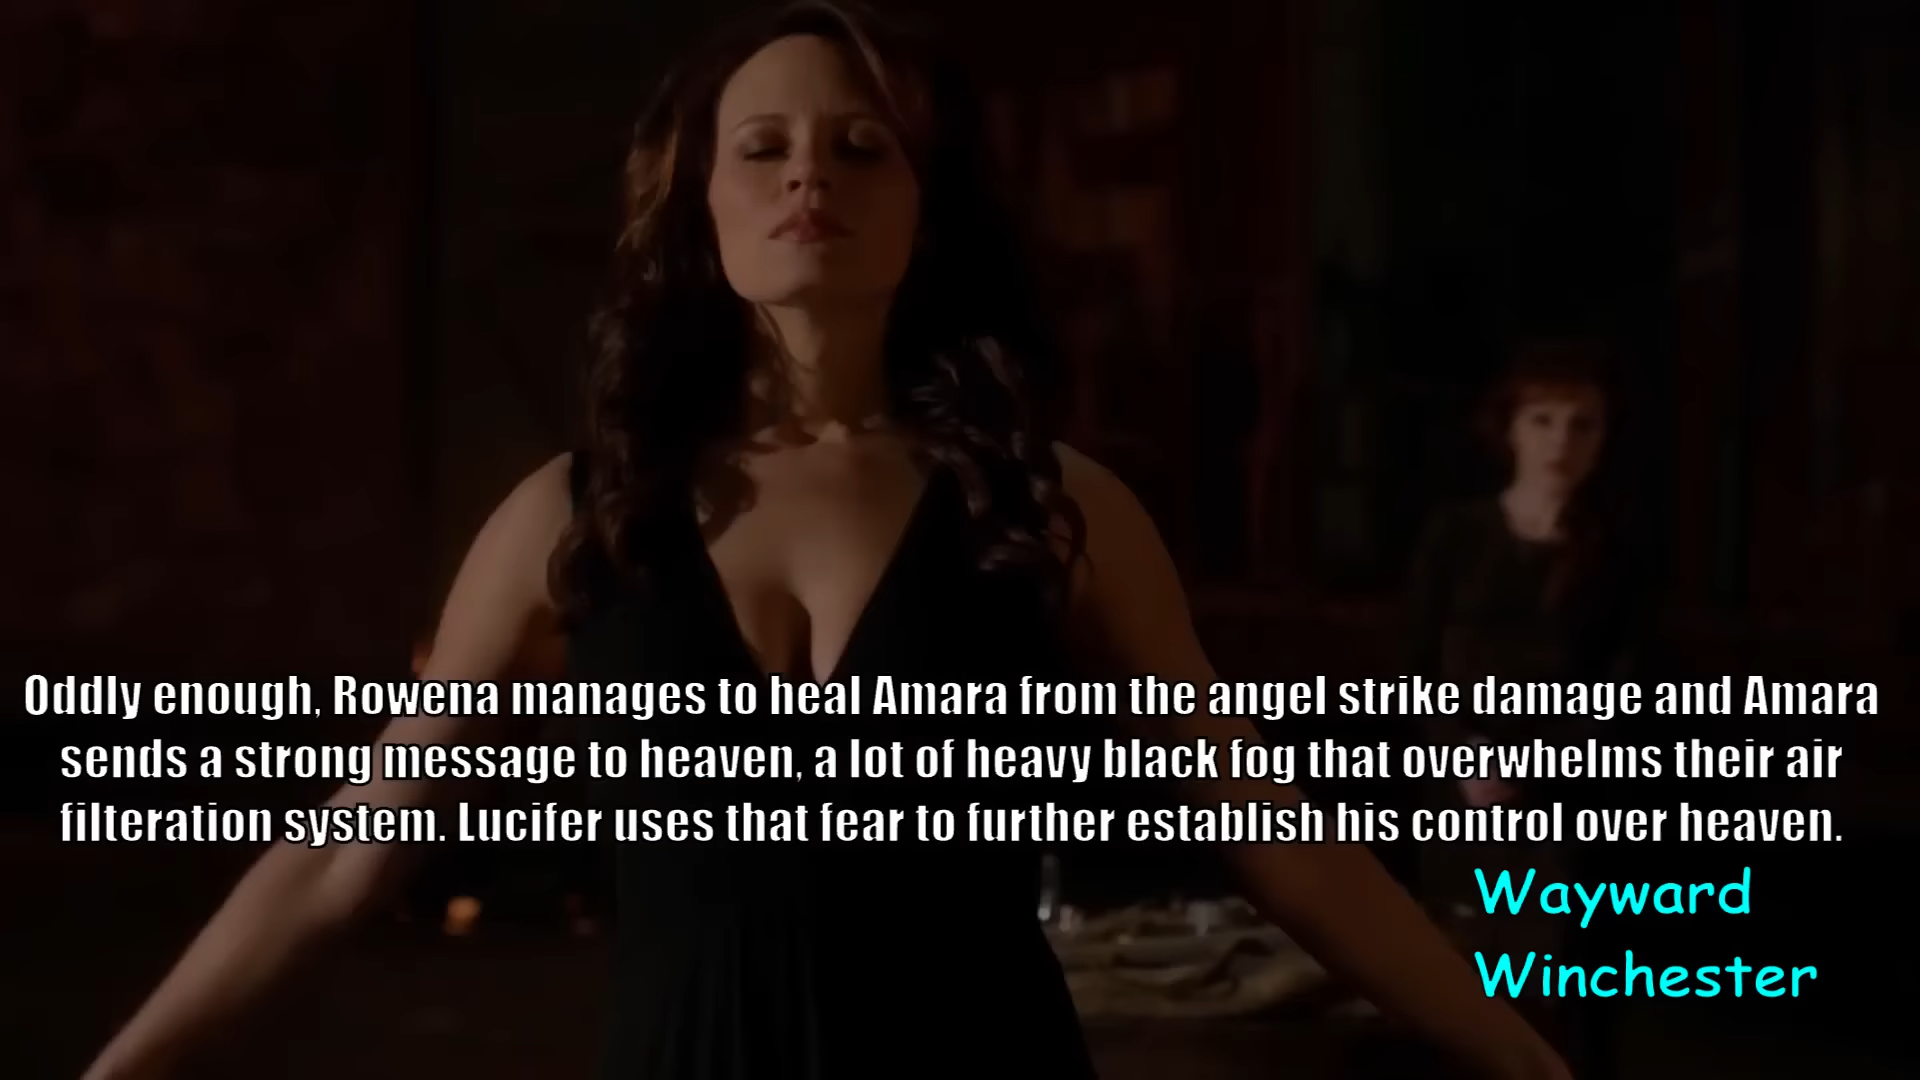 Oddly enough, Rowena manages to heal Amara from the angel strike damage and Amara
sends a strong message to heaven, a lot of heavy black fog that overwhelms their air
filteration system. Lucifer uses that fear to further establish his control over heaven.
Wayward
Winchester